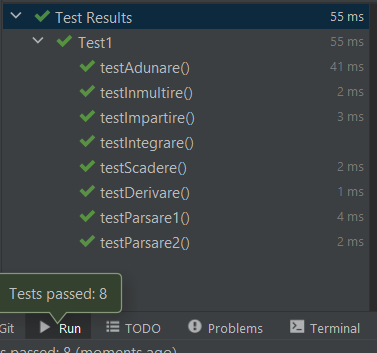 Test Results 55 ms
Test1 55 ms
testAdunare() 41 ms
testInmultire() 2 ms
testImpartire() 3 ms
testIntegrare()
testScadere() 2 ms
testDerivare() 1 ms
testParsare1() 4 ms
testParsare2() 2 ms
Tests passed: 8
Git Run TODO Problems Terminal
passed: 8 (moments ago)